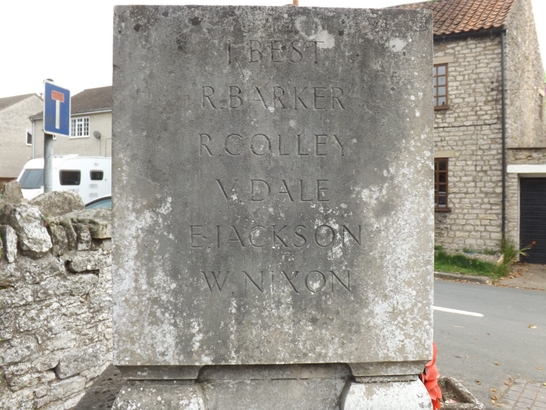 I. BEST
R. BARKER
R. COLLEY
V. DALE
E. JACKSON
W. NIXON